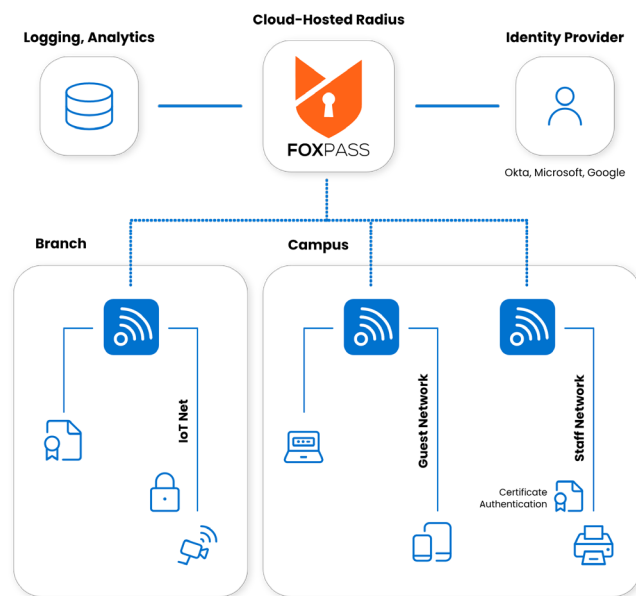 Cloud-Hosted Radius
Logging, Analytics
Identity Provider
FOXPASS
Okta, Microsoft, Google
Branch
Campus
IoT Net
Guest Network
Staff Network
Certificate
Authentication